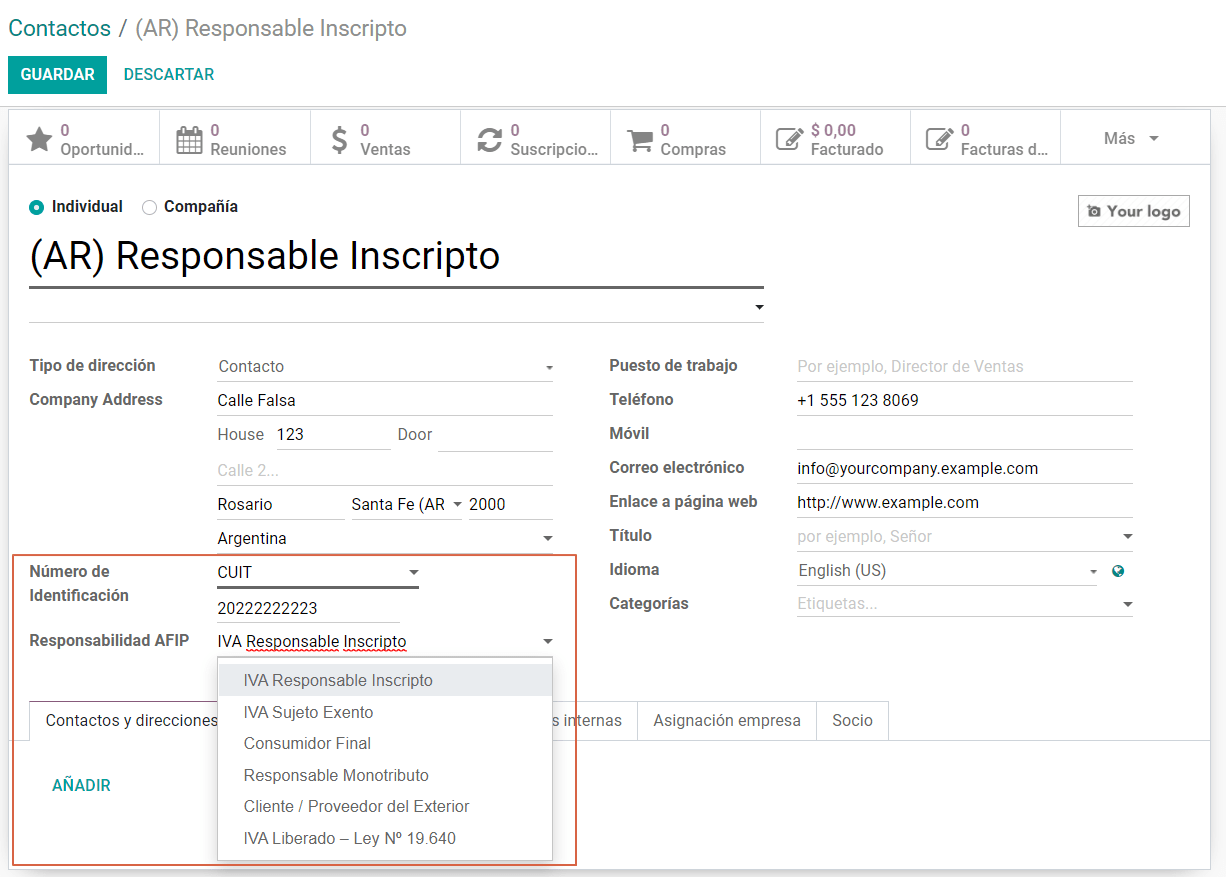 Contactos / (AR) Responsable Inscripto
GUARDAR DESCARTAR
0 Oportunid...
0 Reuniones
0 Ventas
0 Suscripcio...
0 Compras
$ 0,00 Facturado
0 Facturas d...
Más
Individual Compañía
Your logo
(AR) Responsable Inscripto
Tipo de dirección Contacto
Company Address Calle Falsa
House 123 Door
Calle 2...
Rosario Santa Fe (AR 2000
Argentina
Número de Identificación CUIT
20222222223
Responsabilidad AFIP IVA Responsable Inscripto
IVA Responsable Inscripto
IVA Sujeto Exento
Consumidor Final
Responsable Monotributo
Cliente / Proveedor del Exterior
IVA Liberado – Ley Nº 19.640
Puesto de trabajo Por ejemplo, Director de Ventas
Teléfono +1 555 123 8069
Móvil
Correo electrónico info@yourcompany.example.com
Enlace a página web http://www.example.com
Título por ejemplo, Señor
Idioma English (US)
Categorías Etiquetas...
Contactos y direcciones s internas Asignación empresa Socio
AÑADIR